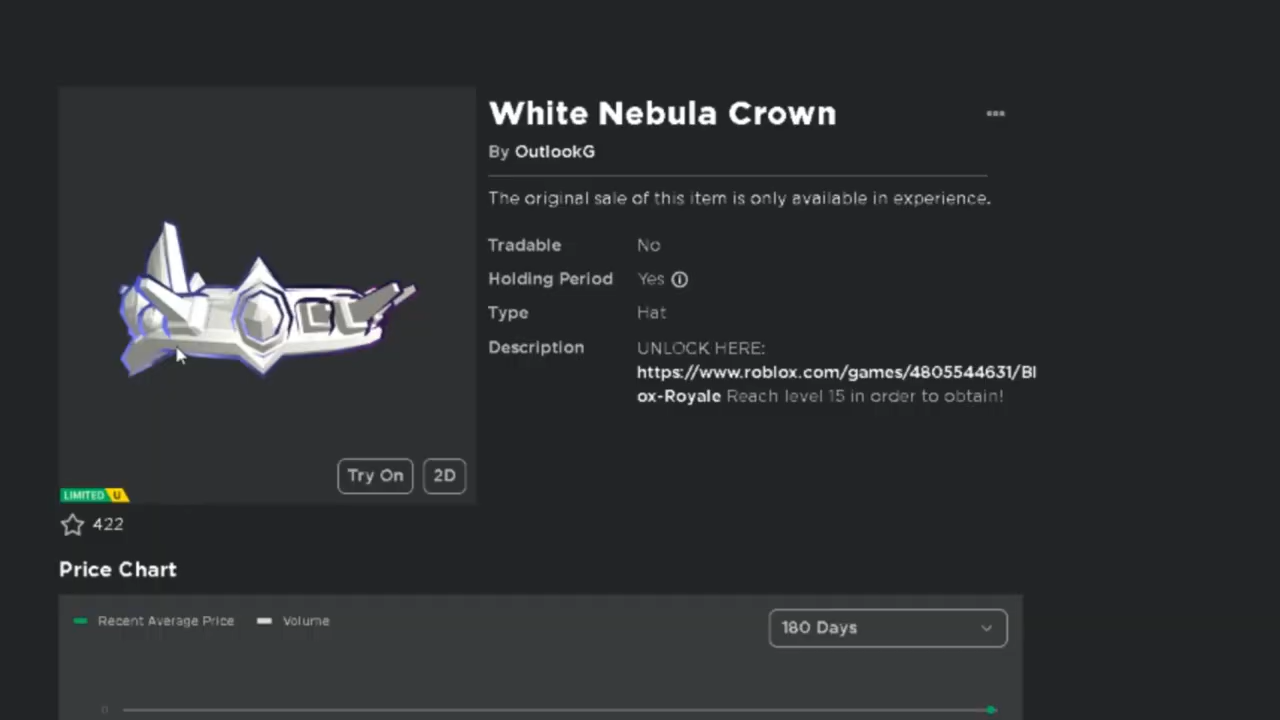 White Nebula Crown
By OutlookG
The original sale of this item is only available in experience.
Tradable No
Holding Period Yes
Type Hat
Description UNLOCK HERE:
https://www.roblox.com/games/4805544631/Bl
ox-Royale Reach level 15 in order to obtain!
Try On 2D
LIMITED U
422
Price Chart
Recent Average Price Volume
180 Days
0